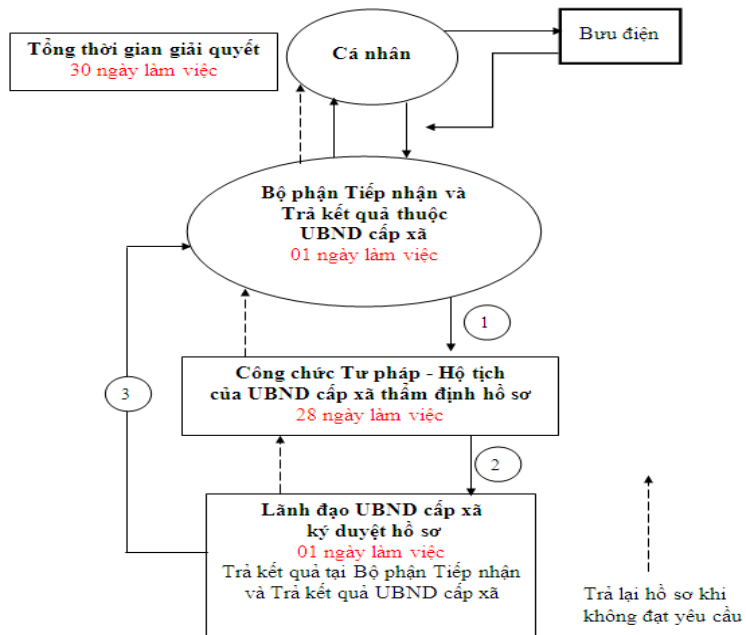 Tổng thời gian giải quyết
30 ngày làm việc
Cá nhân
Bưu điện
Bộ phận Tiếp nhận và
Trả kết quả thuộc
UBND cấp xã
01 ngày làm việc
1
Công chức Tư pháp - Hộ tịch
của UBND cấp xã thẩm định hồ sơ
28 ngày làm việc
3
2
Lãnh đạo UBND cấp xã
ký duyệt hồ sơ
01 ngày làm việc
Trả kết quả tại Bộ phận Tiếp nhận
và Trả kết quả UBND cấp xã
Trả lại hồ sơ khi
không đạt yêu cầu